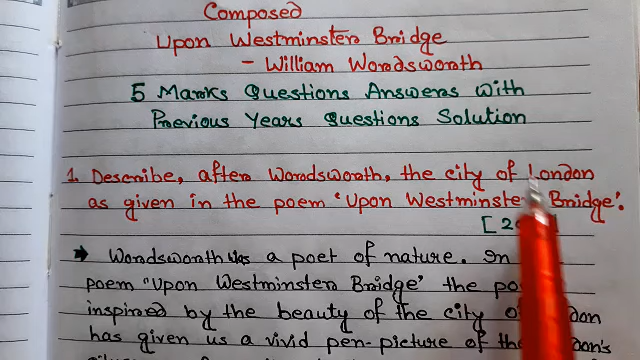 Composed
Upon Westminster Bridge
- William Wordsworth
5 Marks Questions Answers with
Previous Years Questions Solution
1. Describe, after Wordsworth, the city of London
as given in the poem 'Upon Westminster Bridge'.
[2
→ Wordsworth was a poet of nature. In
poem "Upon Westminster Bridge" the
inspired by the beauty of the city
has given us a vivid pen-picture of